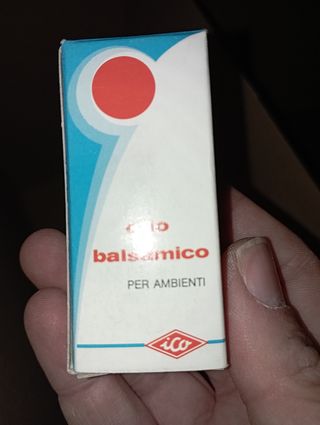 olio
balsamico
PER AMBIENTI
ico